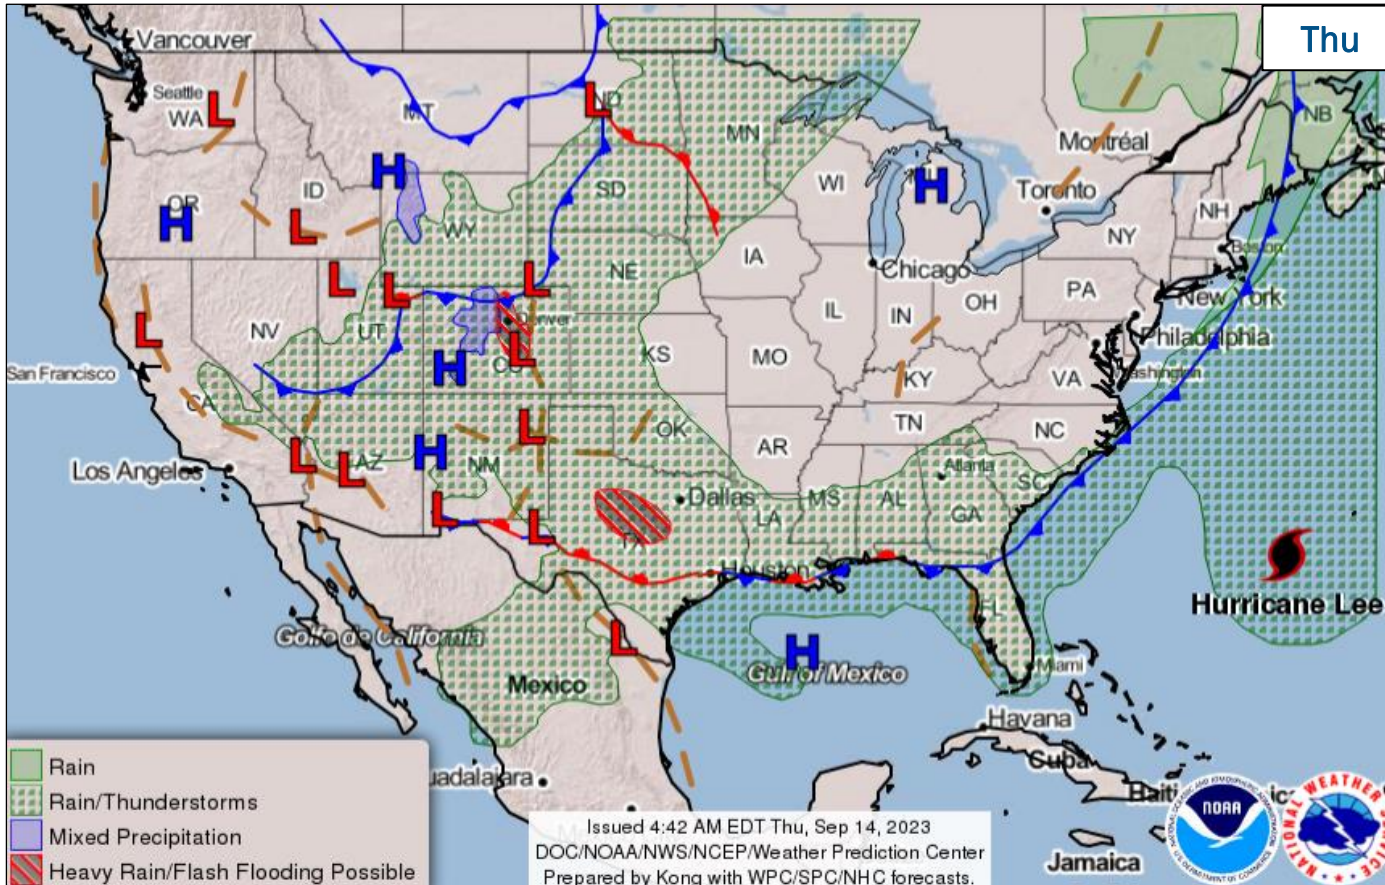 Thu
Vancouver
Seattle
WA
MT
ND
MN
Montréal
NB
OR
ID
WY
SD
WI
Toronto
NH
NY
Boston
IA
Chicago
NE
PA
New York
NV
UT
Denver
IL
IN
OH
Philadelphia
San Francisco
CO
KS
MO
KY
VA
Washington
CA
OK
AR
TN
NC
Los Angeles
AZ
NM
Atlanta
Dallas
LA
MS
AL
GA
SC
TX
Houston
FL
Hurricane Lee
Golfo de California
Mexico
Gulf of Mexico
Miami
Havana
Cuba
Haiti
Jamaica
uadalajara
H
L
Rain
Rain/Thunderstorms
Mixed Precipitation
Heavy Rain/Flash Flooding Possible
Issued 4:42 AM EDT Thu, Sep 14, 2023
DOC/NOAA/NWS/NCEP/Weather Prediction Center
Prepared by Kong with WPC/SPC/NHC forecasts.
NOAA
NATIONAL WEATHER SERVICE